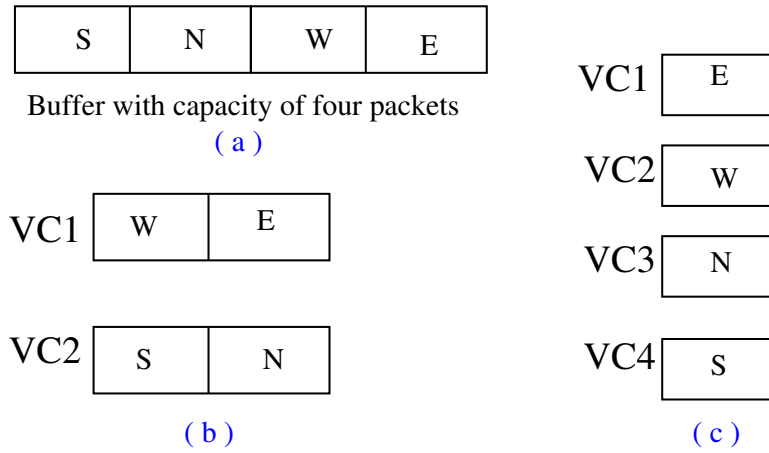 S N W E
Buffer with capacity of four packets
( a )
VC1 W E
VC2 S N
( b )
VC1 E
VC2 W
VC3 N
VC4 S
( c )